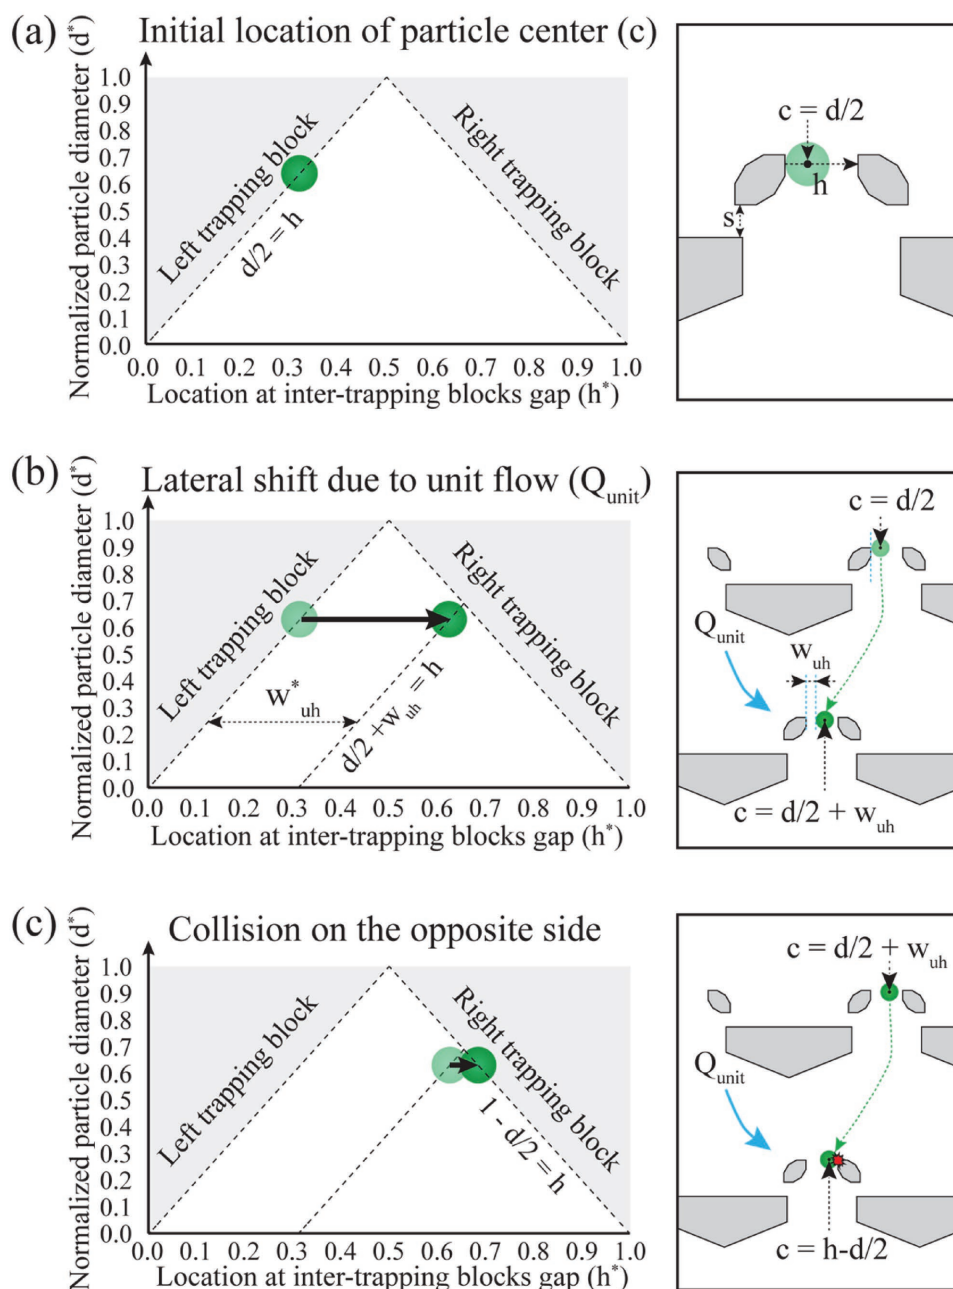 (a) Initial location of particle center (c)
Normalized particle diameter (d*)
1.0
0.9
0.8
0.7
0.6
0.5
0.4
0.3
0.2
0.1
0.0
Left trapping block
d/2 = h
Right trapping block
0.0 0.1 0.2 0.3 0.4 0.5 0.6 0.7 0.8 0.9 1.0
Location at inter-trapping blocks gap (h*)
c = d/2
h
s
(b) Lateral shift due to unit flow (Qunit)
Normalized particle diameter (d*)
1.0
0.9
0.8
0.7
0.6
0.5
0.4
0.3
0.2
0.1
0.0
Left trapping block
w*uh
d/2 +wuh = h
Right trapping block
0.0 0.1 0.2 0.3 0.4 0.5 0.6 0.7 0.8 0.9 1.0
Location at inter-trapping blocks gap (h*)
c = d/2
Qunit
wuh
c = d/2 + wuh
(c) Collision on the opposite side
Normalized particle diameter (d*)
1.0
0.9
0.8
0.7
0.6
0.5
0.4
0.3
0.2
0.1
0.0
Left trapping block
Right trapping block
1 - d/2 = h
0.0 0.1 0.2 0.3 0.4 0.5 0.6 0.7 0.8 0.9 1.0
Location at inter-trapping blocks gap (h*)
c = d/2 + wuh
Qunit
c = h-d/2